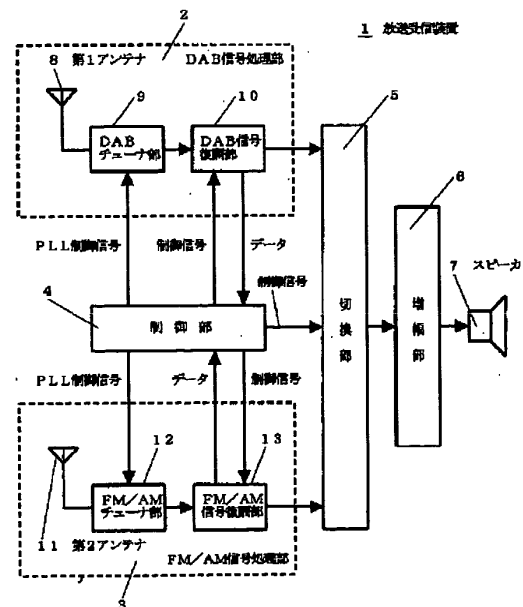 2
1 放送受信装置
8 第1アンテナ DAB信号処理部
9
10
5
DAB
チューナ部
DAB信号
復調部
6
PLL制御信号
制御信号
データ
制御信号
7 スピーカ
4
制御部
切換部
増幅部
PLL制御信号
データ
制御信号
12
13
FM/AM
チューナ部
FM/AM
信号復調部
11 第2アンテナ
FM/AM信号処理部
3